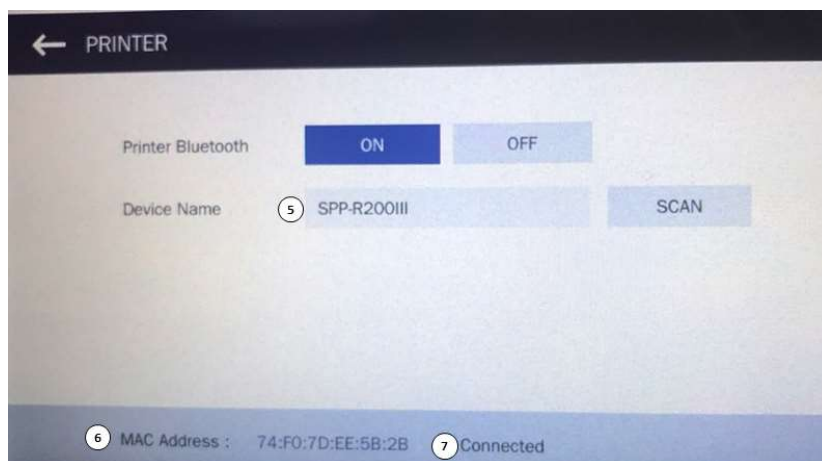 ← PRINTER
Printer Bluetooth ON OFF
Device Name 5 SPP-R200III SCAN
6 MAC Address : 74:F0:7D:EE:5B:2B 7 Connected